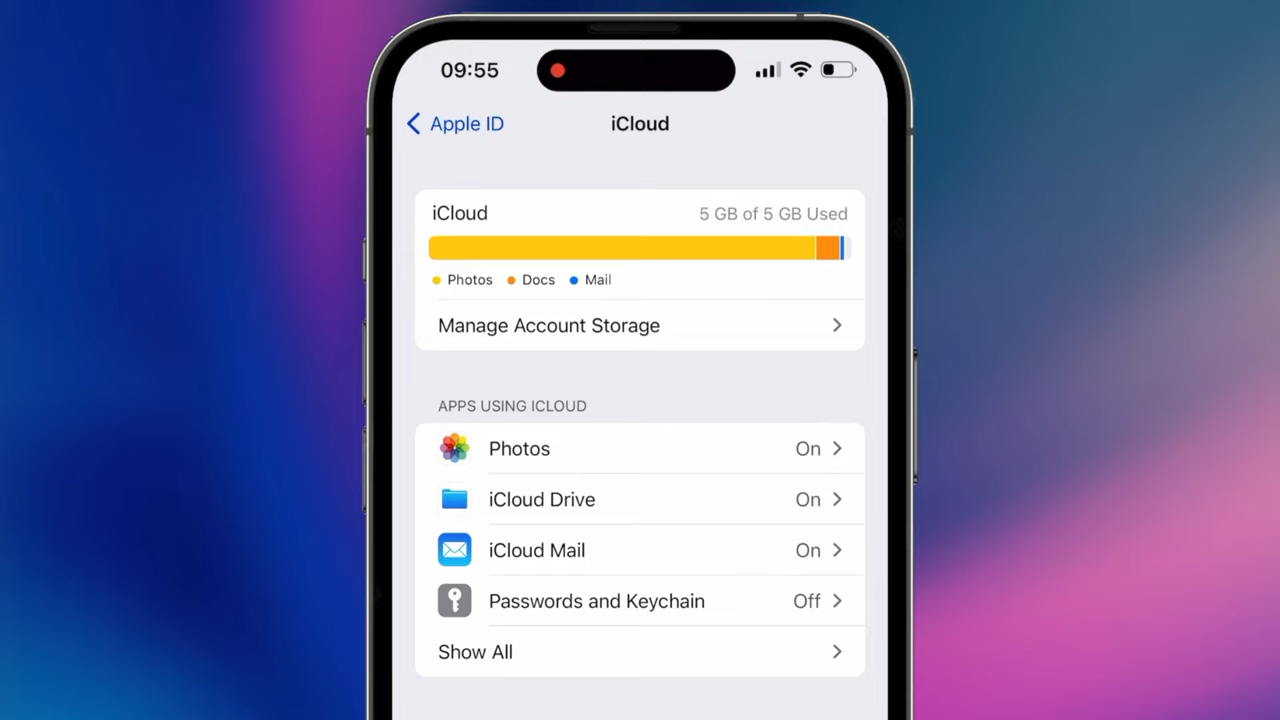 09:55
Apple ID
iCloud
iCloud 5 GB of 5 GB Used
Photos Docs Mail
Manage Account Storage
APPS USING ICLOUD
Photos On
iCloud Drive On
iCloud Mail On
Passwords and Keychain Off
Show All